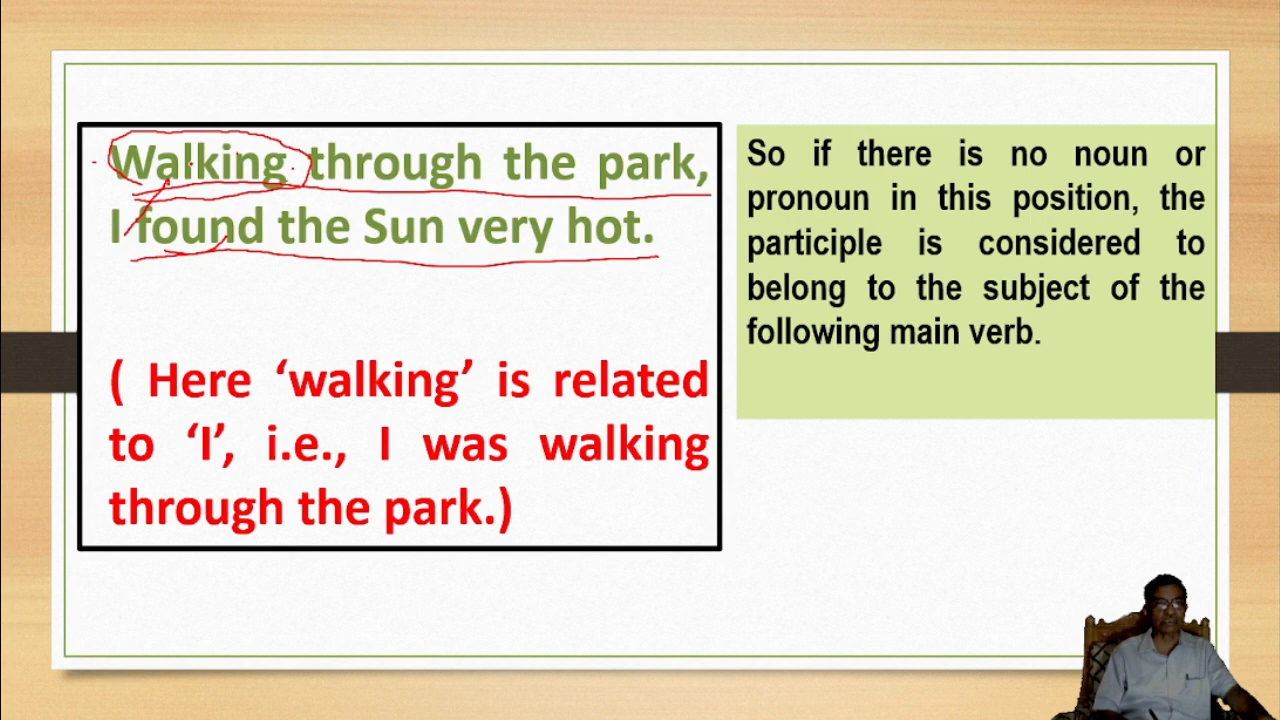 Walking through the park,
I found the Sun very hot.
( Here ‘walking’ is related
to ‘I’, i.e., I was walking
through the park.)
So if there is no noun or
pronoun in this position, the
participle is considered to
belong to the subject of the
following main verb.